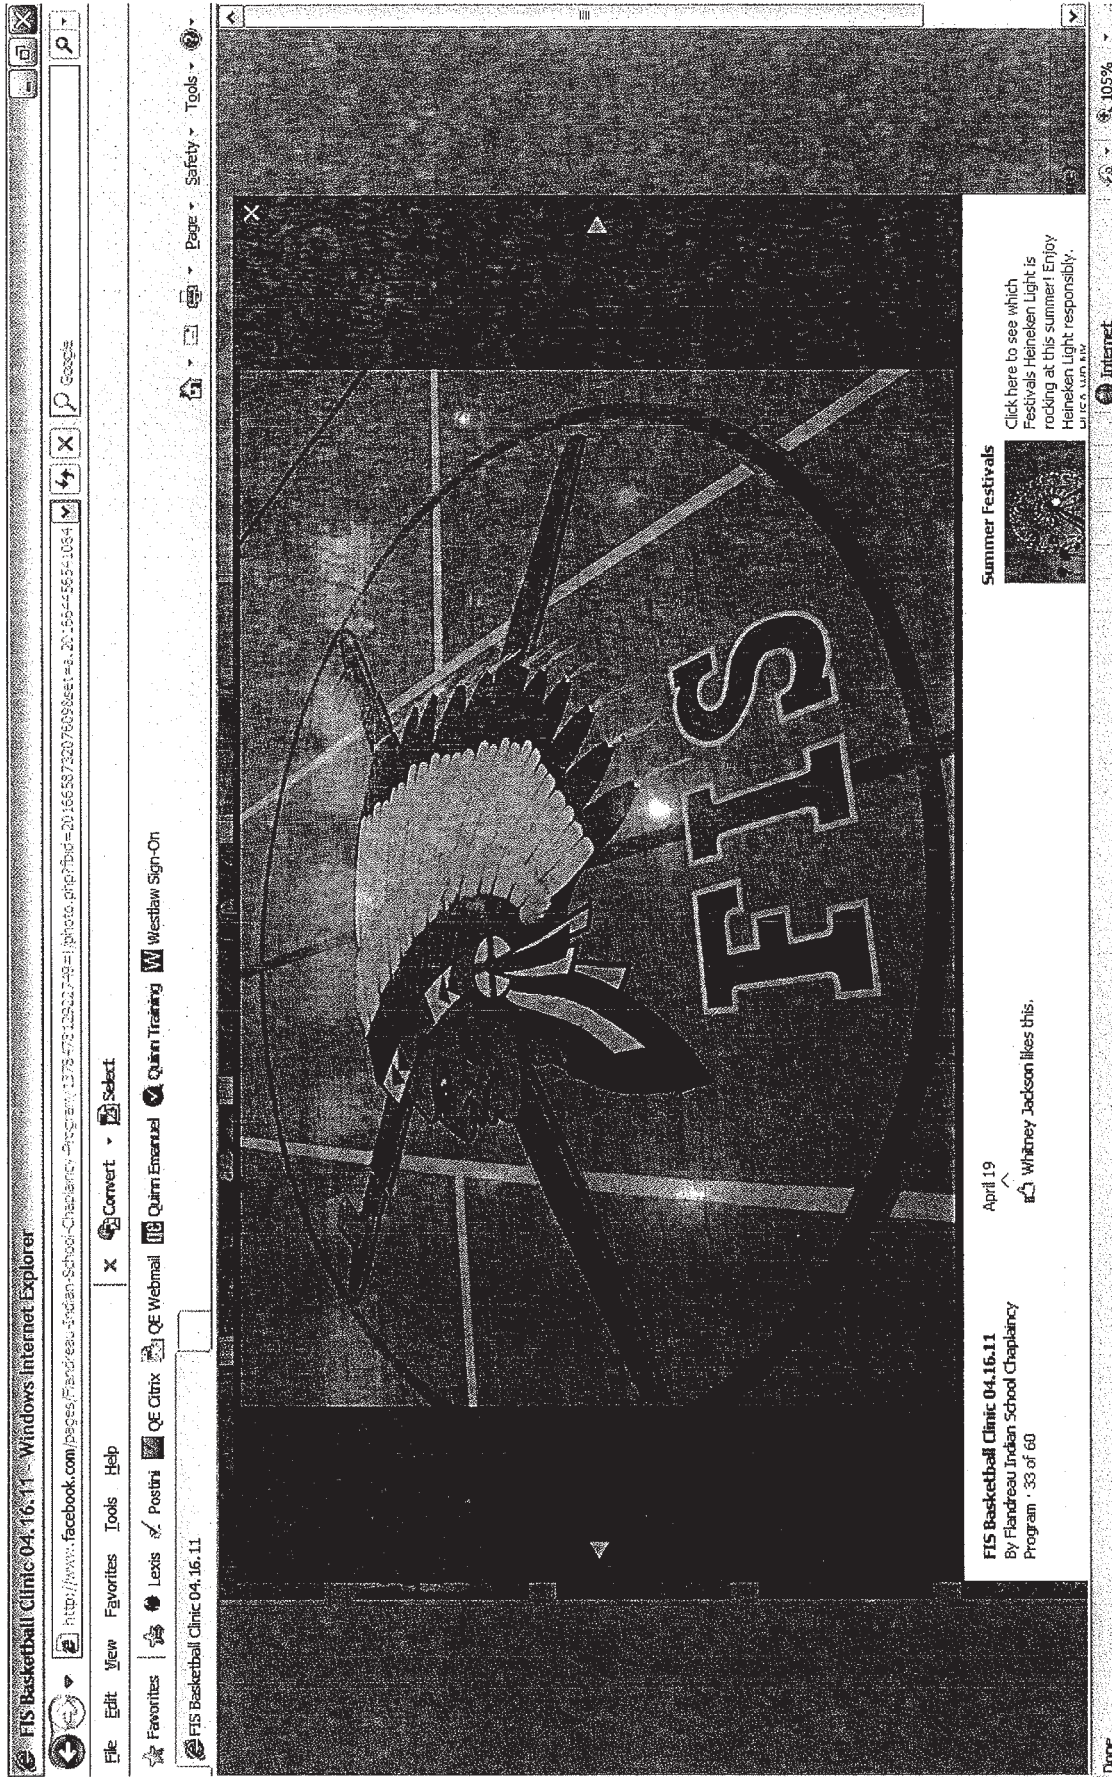 FIS Basketball Clinic 04.16.11 - Windows Internet Explorer
Google
File Edit View Favorites Tools Help
Convert Select
Favorites Lexis Postini QE Citrix QE Webmail Quinn Emanuel Quinn Training Westlaw Sign-On
FIS Basketball Clinic 04.16.11
Page Safety Tools
FIS
FIS Basketball Clinic 04.16.11
By Flandreau Indian School Chaplaincy
Program · 33 of 60
April 19
Whitney Jackson likes this.
Summer Festivals
Click here to see which
Festivals Heineken Light is
rocking at this summer! Enjoy
Heineken Light responsibly.
Done
Internet
105%